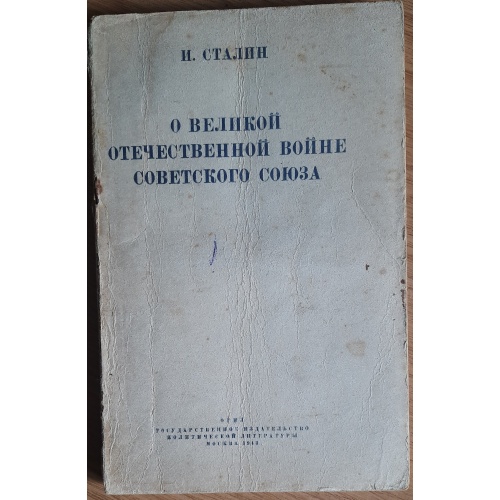 И. СТАЛИН
О ВЕЛИКОЙ
ОТЕЧЕСТВЕННОЙ ВОЙНЕ
СОВЕТСКОГО СОЮЗА
ОГИЗ
ГОСУДАРСТВЕННОЕ ИЗДАТЕЛЬСТВО
ПОЛИТИЧЕСКОЙ ЛИТЕРАТУРЫ
МОСКВА